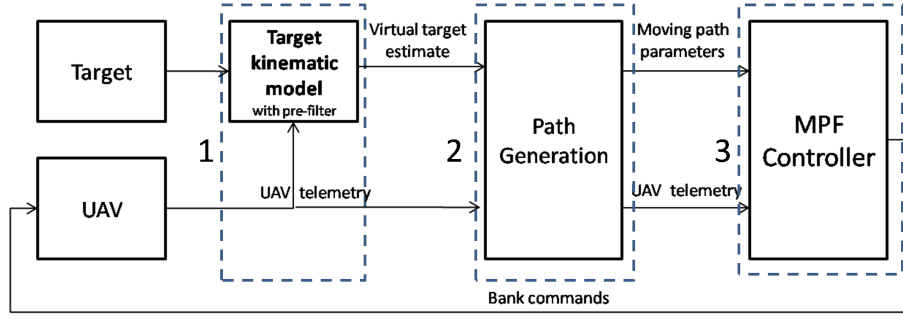 Target
Target
kinematic
model
with pre-filter
Virtual target
estimate
Moving path
parameters
1
2
3
Path
Generation
MPF
Controller
UAV
UAV telemetry
UAV telemetry
Bank commands